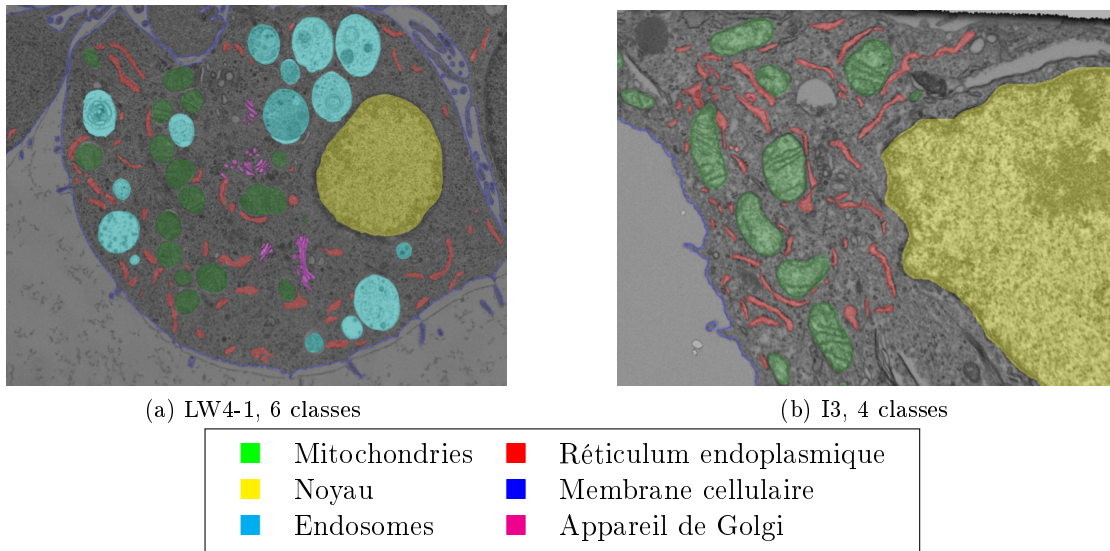 (a) LW4-1, 6 classes
(b) I3, 4 classes
Mitochondries
Réticulum endoplasmique
Noyau
Membrane cellulaire
Endosomes
Appareil de Golgi